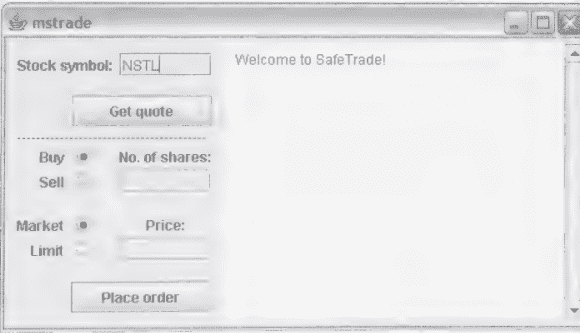 mstrade
Stock symbol: NSTL
Welcome to SafeTrade!
Get quote
Buy
No. of shares:
Sell
Market
Price:
Limit
Place order